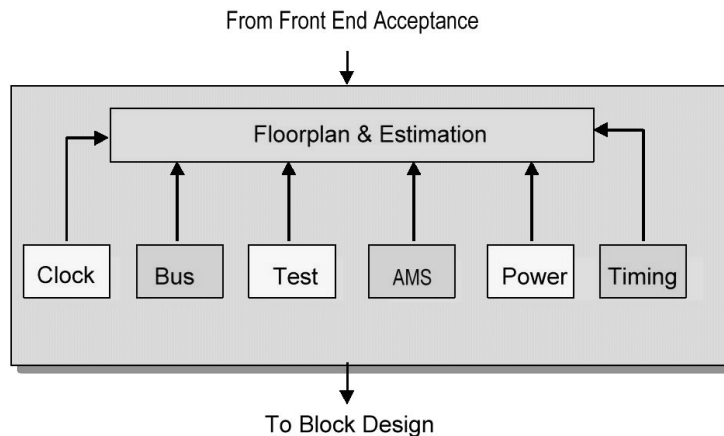 From Front End Acceptance
Floorplan & Estimation
Clock
Bus
Test
AMS
Power
Timing
To Block Design